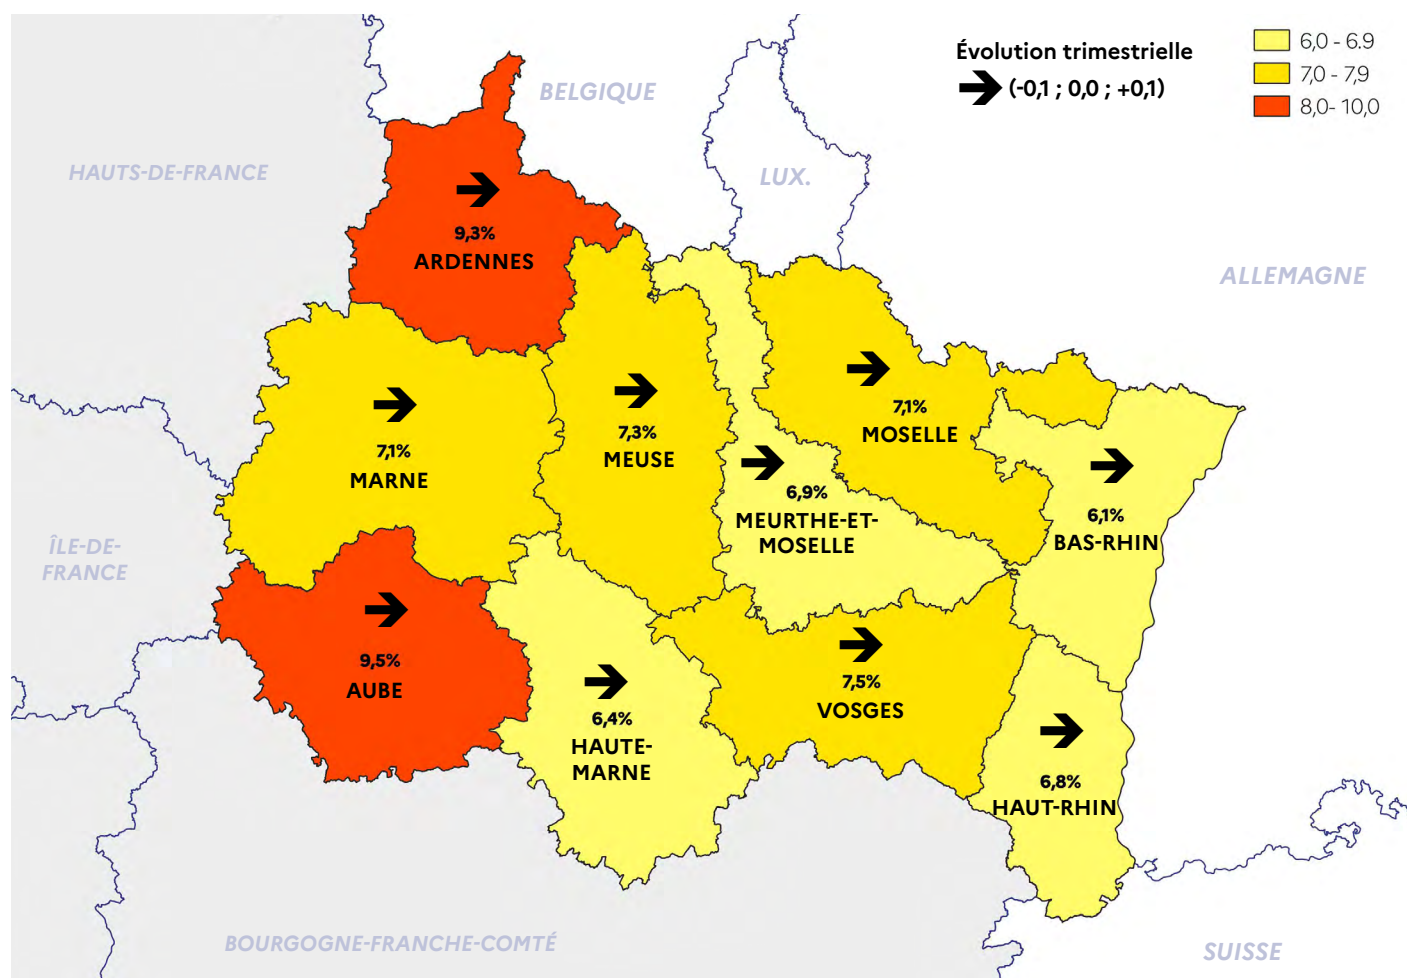 Évolution trimestrielle
(-0,1 ; 0,0 ; +0,1)
6,0 - 6.9
7,0 - 7,9
8,0- 10,0
BELGIQUE
HAUTS-DE-FRANCE
LUX.
ALLEMAGNE
9,3%
ARDENNES
7,1%
MARNE
7,3%
MEUSE
7,1%
MOSELLE
6,9%
MEURTHE-ET-
MOSELLE
6,1%
BAS-RHIN
ÎLE-DE-
FRANCE
9,5%
AUBE
6,4%
HAUTE-
MARNE
7,5%
VOSGES
6,8%
HAUT-RHIN
BOURGOGNE-FRANCHE-COMTÉ
SUISSE